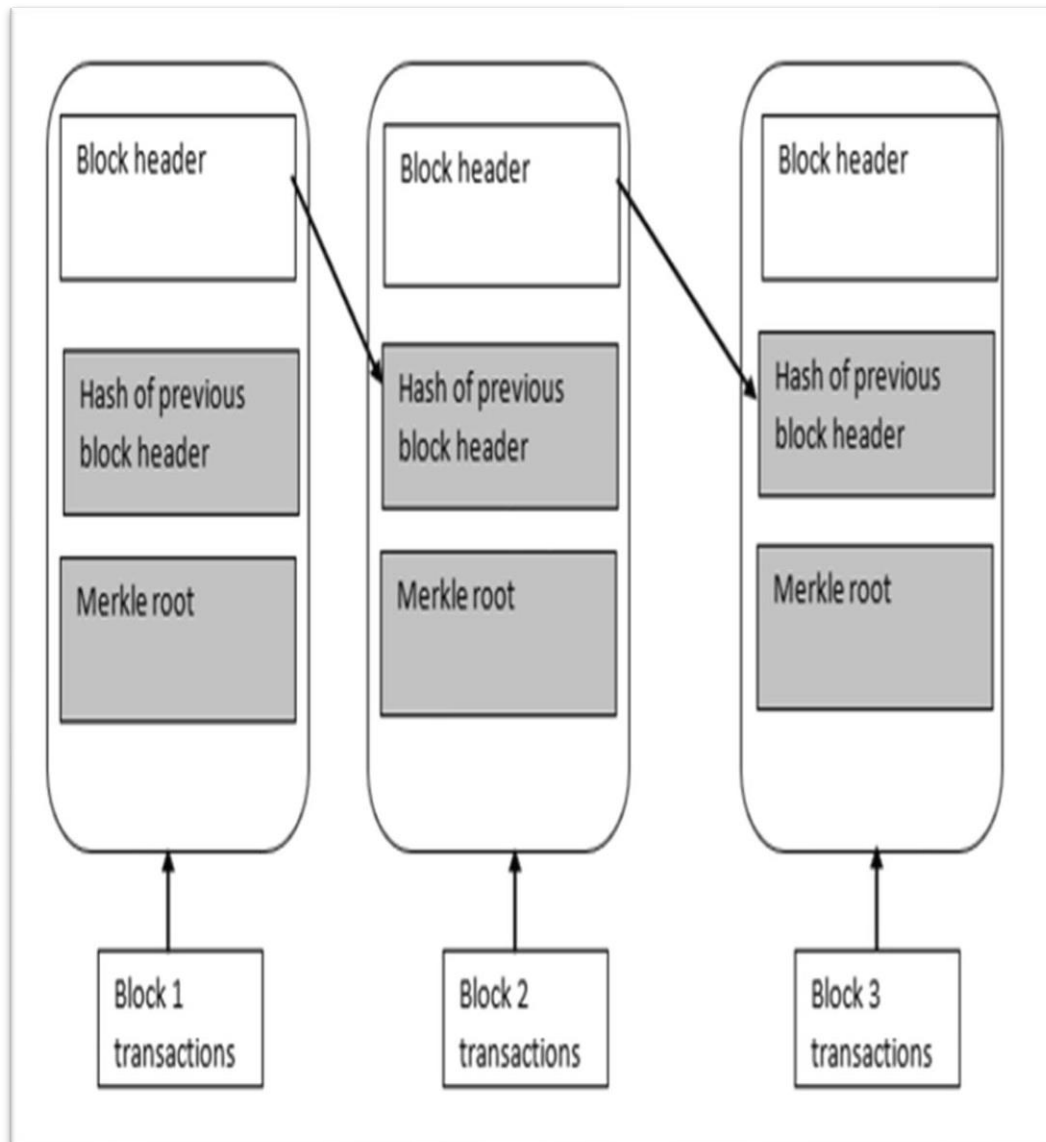 Block header
Hash of previous
block header
Merkle root
Block 1
transactions
Block header
Hash of previous
block header
Merkle root
Block 2
transactions
Block header
Hash of previous
block header
Merkle root
Block 3
transactions